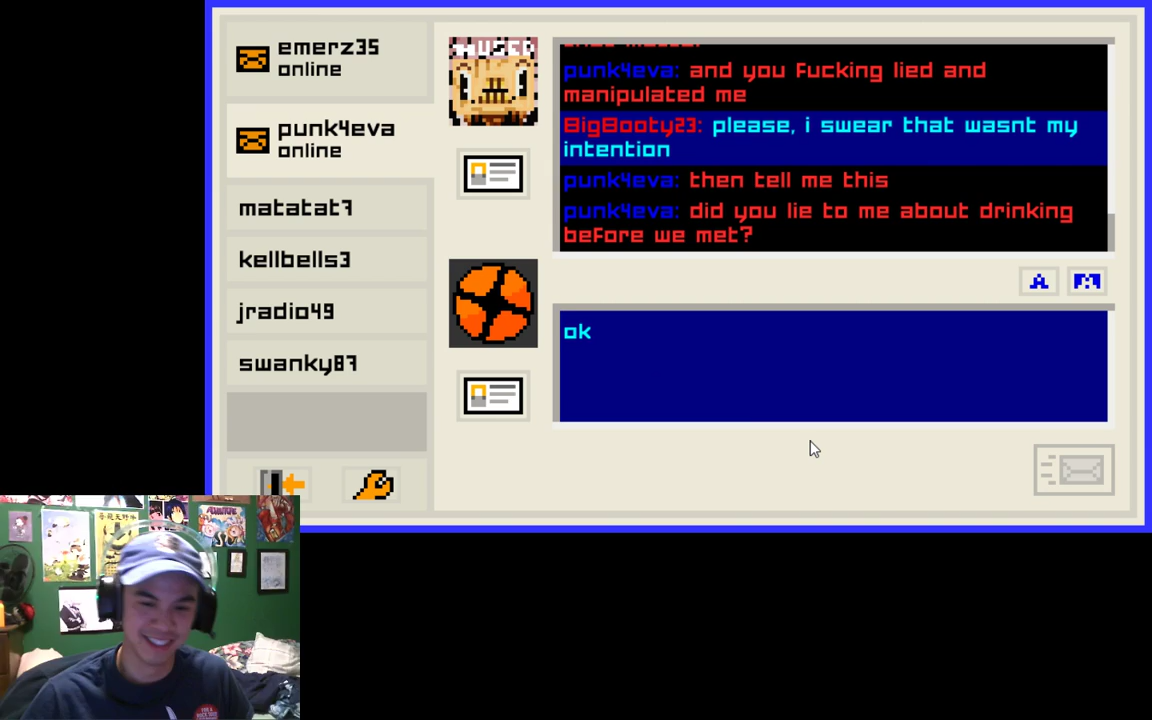 emerz35
online
punk4eva
online
matatat7
kellbells3
jradio49
swanky87
punk4eva: and you Fucking lied and
manipulated me
BigBooty23: please, i swear that wasnt my
intention
punk4eva: then tell me this
punk4eva: did you lie to me about drinking
beFore we met?
A
ok